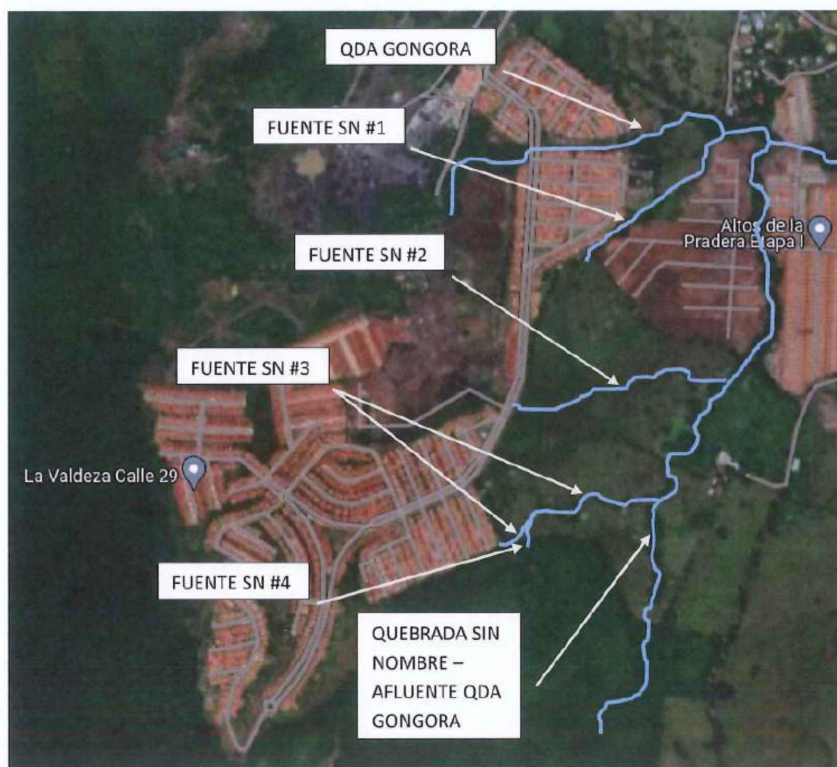 QDA GONGORA
FUENTE SN #1
Altos de la
Pradera Etapa I
FUENTE SN #2
FUENTE SN #3
La Valdeza Calle 29
FUENTE SN #4
QUEBRADA SIN
NOMBRE –
AFLUENTE QDA
GONGORA